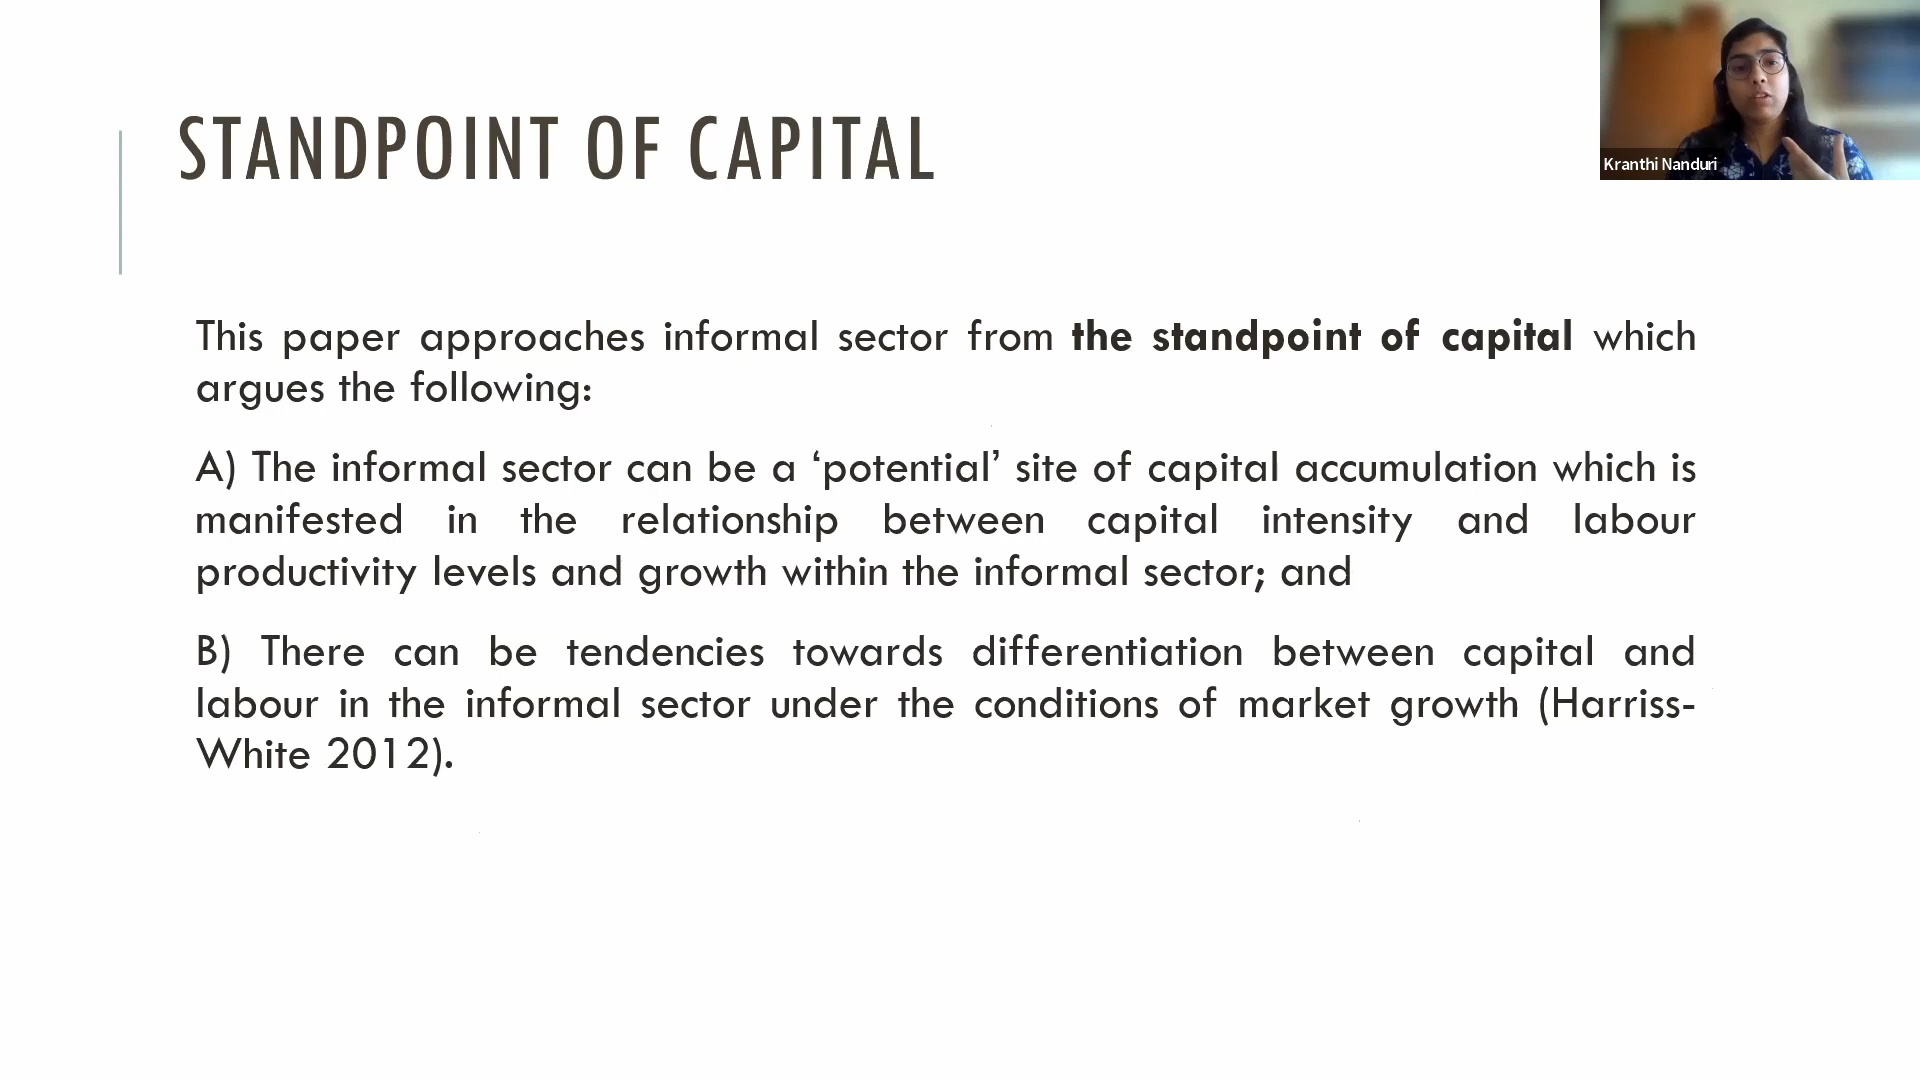 STANDPOINT OF CAPITAL
Kranthi Nanduri
This paper approaches informal sector from the standpoint of capital which
argues the following:
A) The informal sector can be a ‘potential’ site of capital accumulation which is
manifested in the relationship between capital intensity and labour
productivity levels and growth within the informal sector; and
B) There can be tendencies towards differentiation between capital and
labour in the informal sector under the conditions of market growth (Harriss-
White 2012).